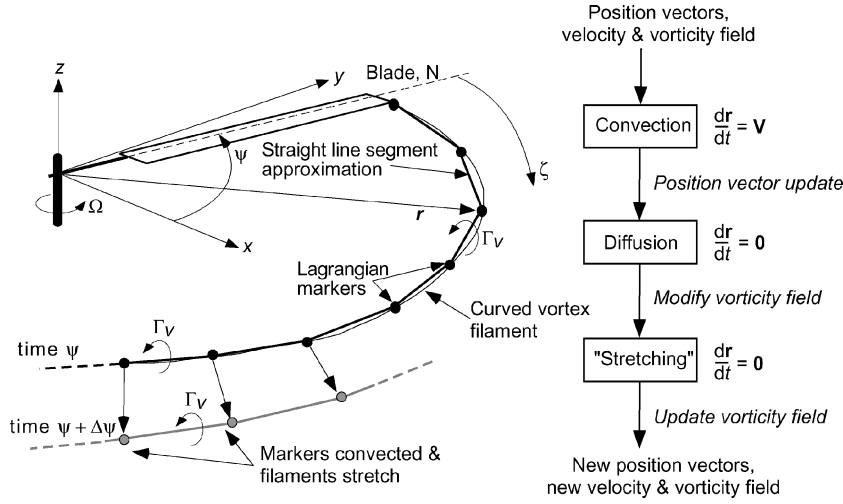 z
y
Blade, N
ψ
Straight line segment
approximation
ζ
Ω
r
x
Γv
Lagrangian
markers
Curved vortex
filament
time ψ
Γv
Γv
time ψ + Δψ
Markers convected &
filaments stretch
Position vectors,
velocity & vorticity field
Convection
dr/dt = V
Position vector update
Diffusion
dr/dt = 0
Modify vorticity field
"Stretching"
dr/dt = 0
Update vorticity field
New position vectors,
new velocity & vorticity field